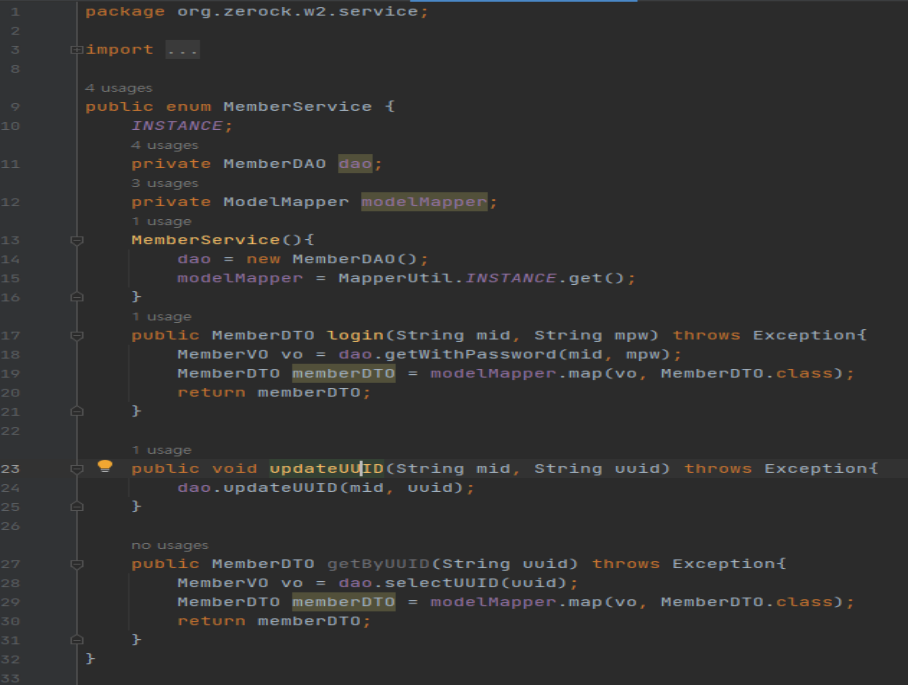 1 package org.zerock.w2.service;
2
3 import ...
8
4 usages
9 public enum MemberService {
10 INSTANCE;
4 usages
11 private MemberDAO dao;
3 usages
12 private ModelMapper modelMapper;
1 usage
13 MemberService(){
14 dao = new MemberDAO();
15 modelMapper = MapperUtil.INSTANCE.get();
16 }
1 usage
17 public MemberDTO login(String mid, String mpw) throws Exception{
18 MemberVO vo = dao.getWithPassword(mid, mpw);
19 MemberDTO memberDTO = modelMapper.map(vo, MemberDTO.class);
20 return memberDTO;
21 }
22
1 usage
23 public void updateUUID(String mid, String uuid) throws Exception{
24 dao.updateUUID(mid, uuid);
25 }
26
no usages
27 public MemberDTO getByUUID(String uuid) throws Exception{
28 MemberVO vo = dao.selectUUID(uuid);
29 MemberDTO memberDTO = modelMapper.map(vo, MemberDTO.class);
30 return memberDTO;
31 }
32 }
33